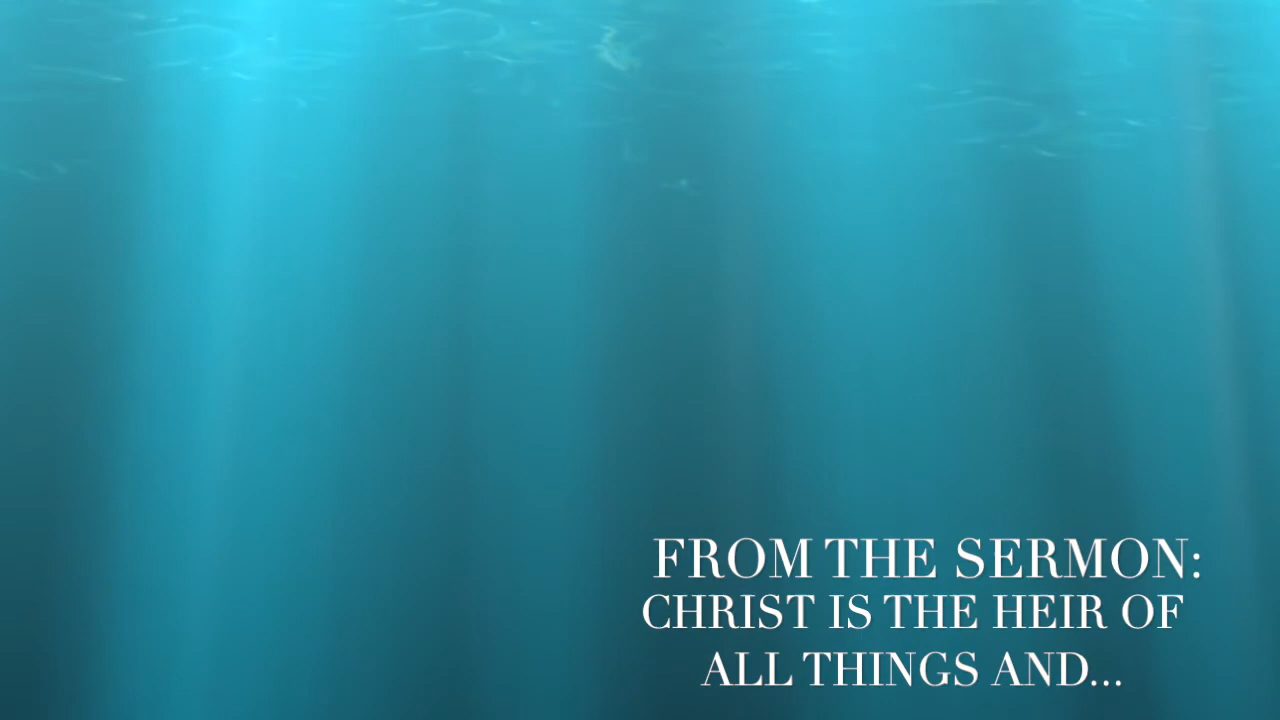 FROM THE SERMON:
CHRIST IS THE HEIR OF
ALL THINGS AND...